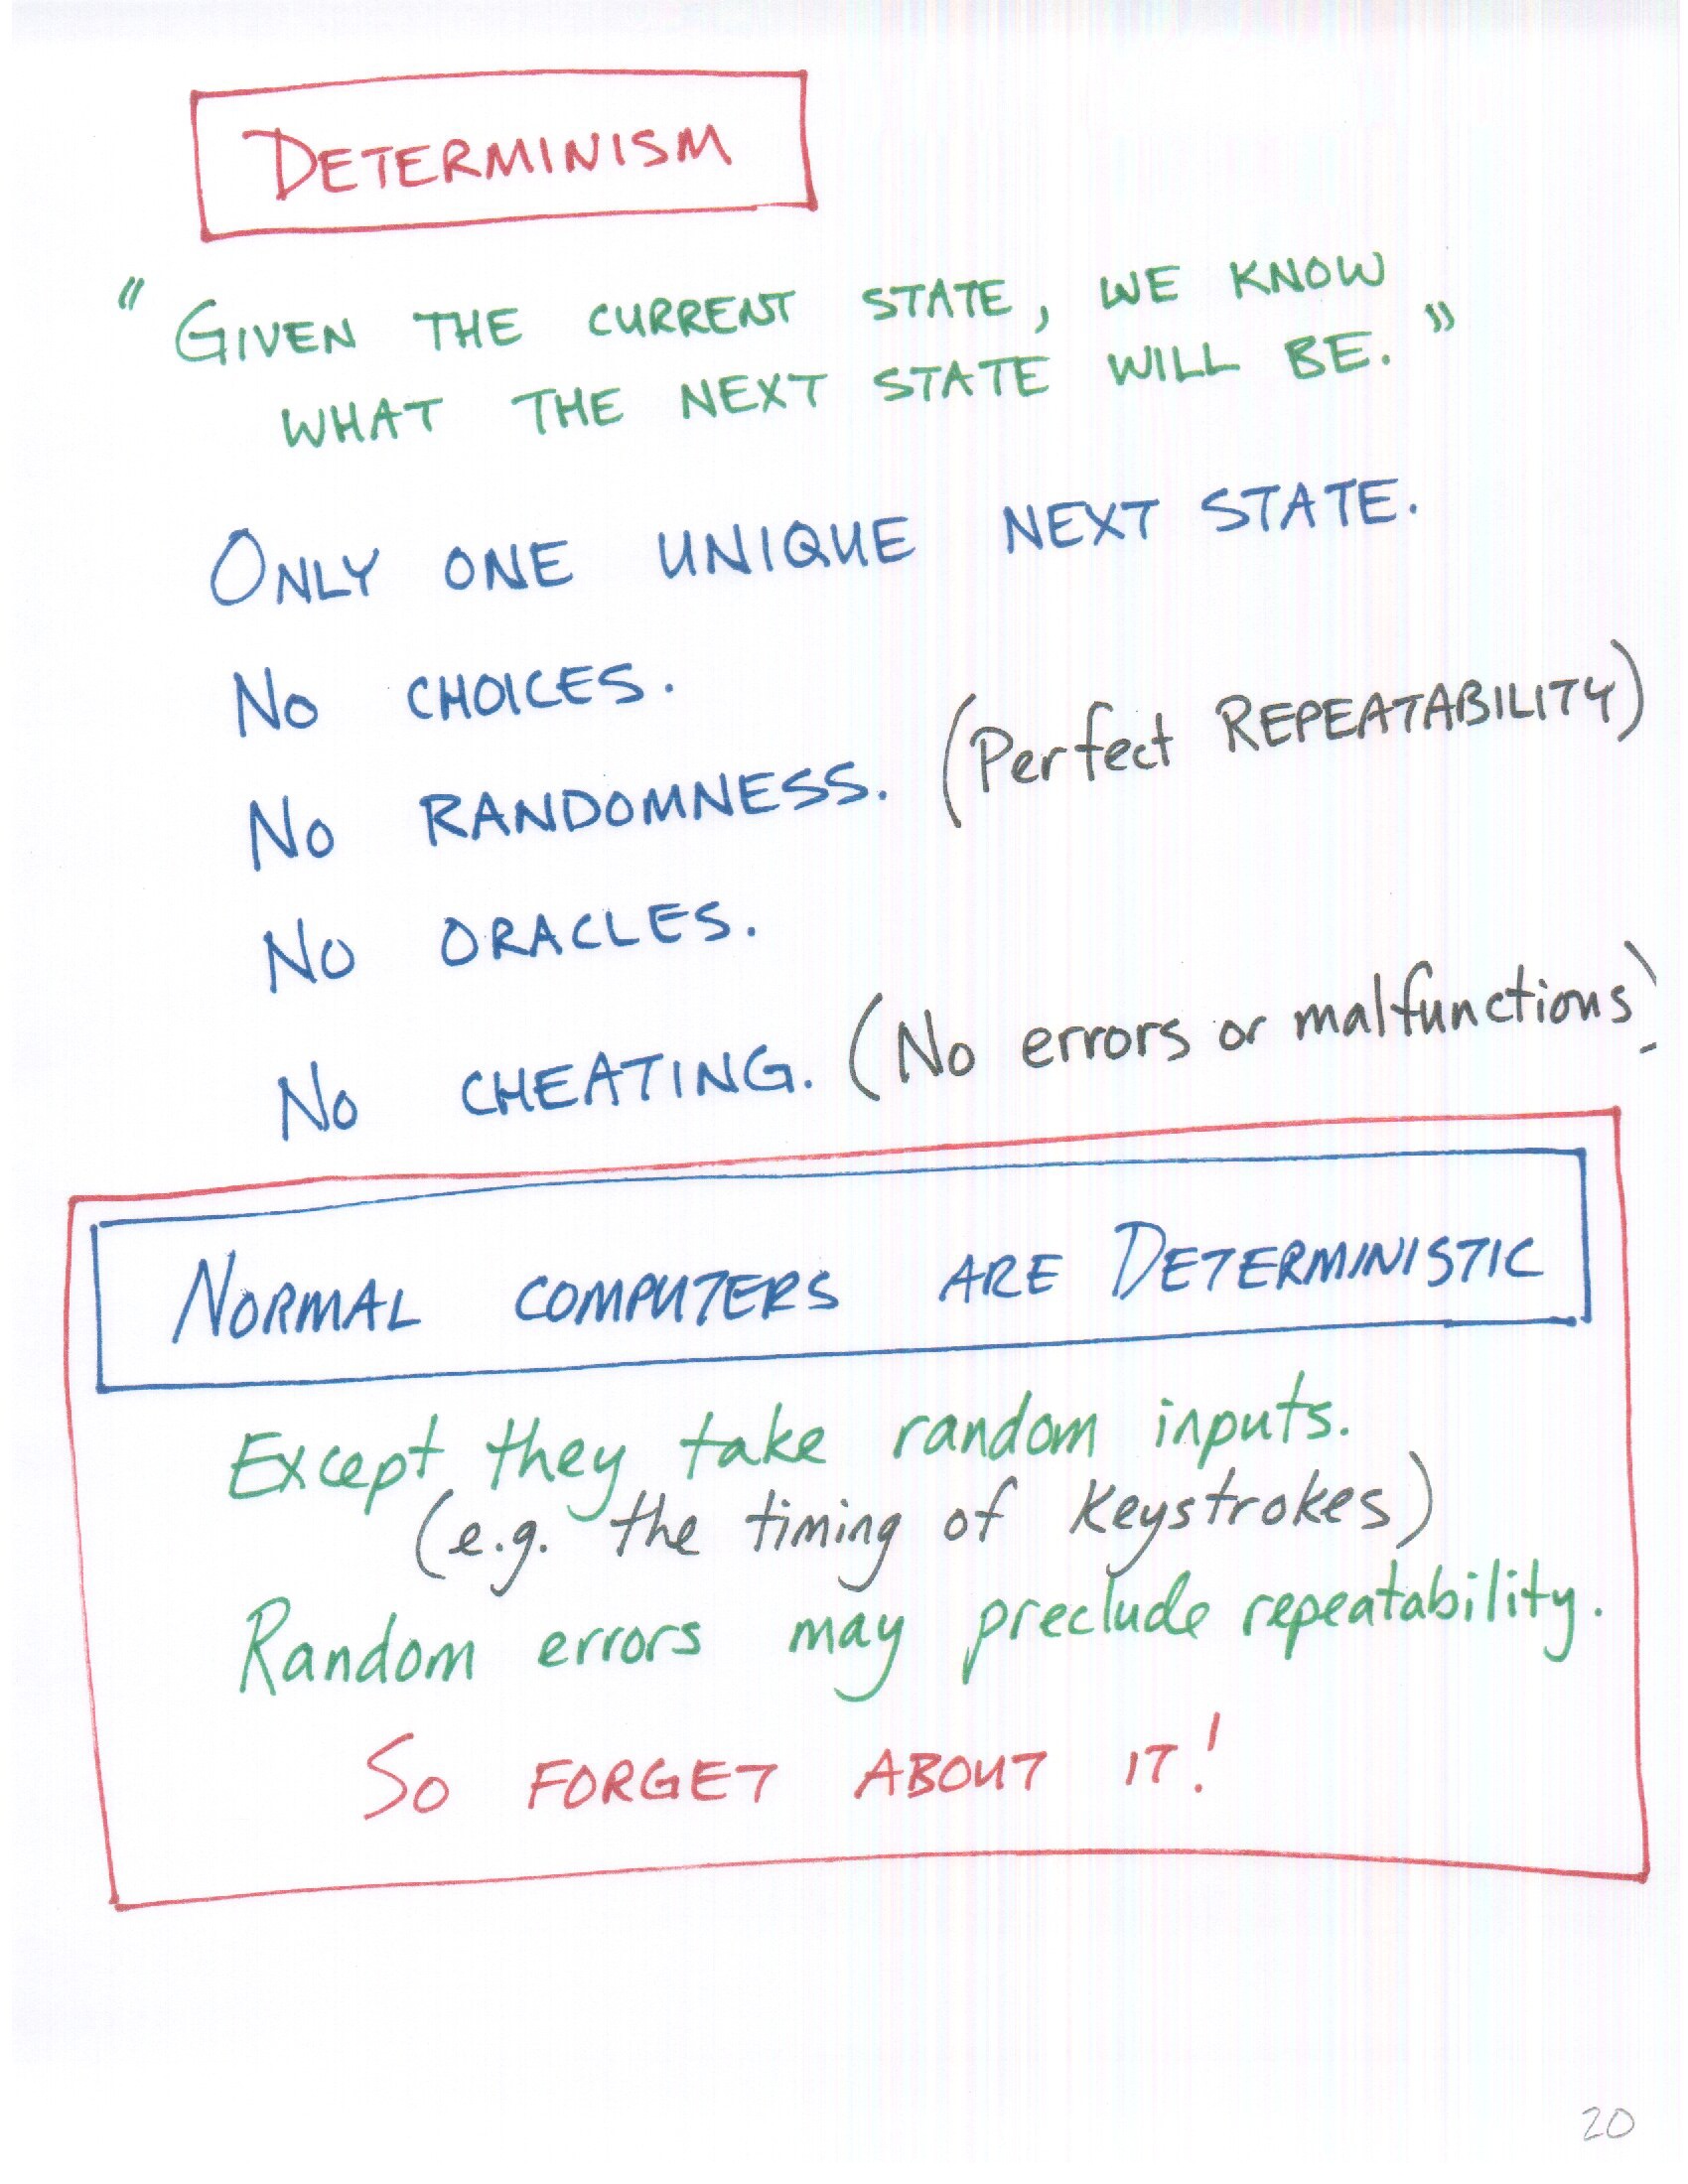 DETERMINISM
"GIVEN THE CURRENT STATE, WE KNOW
WHAT THE NEXT STATE WILL BE."
ONLY ONE UNIQUE NEXT STATE.
NO CHOICES.
NO RANDOMNESS. (Perfect REPEATABILITY)
NO ORACLES.
NO CHEATING. (No errors or malfunctions)
NORMAL COMPUTERS ARE DETERMINISTIC
Except they take random inputs.
(e.g. the timing of keystrokes)
Random errors may preclude repeatability.
SO FORGET ABOUT IT!
20